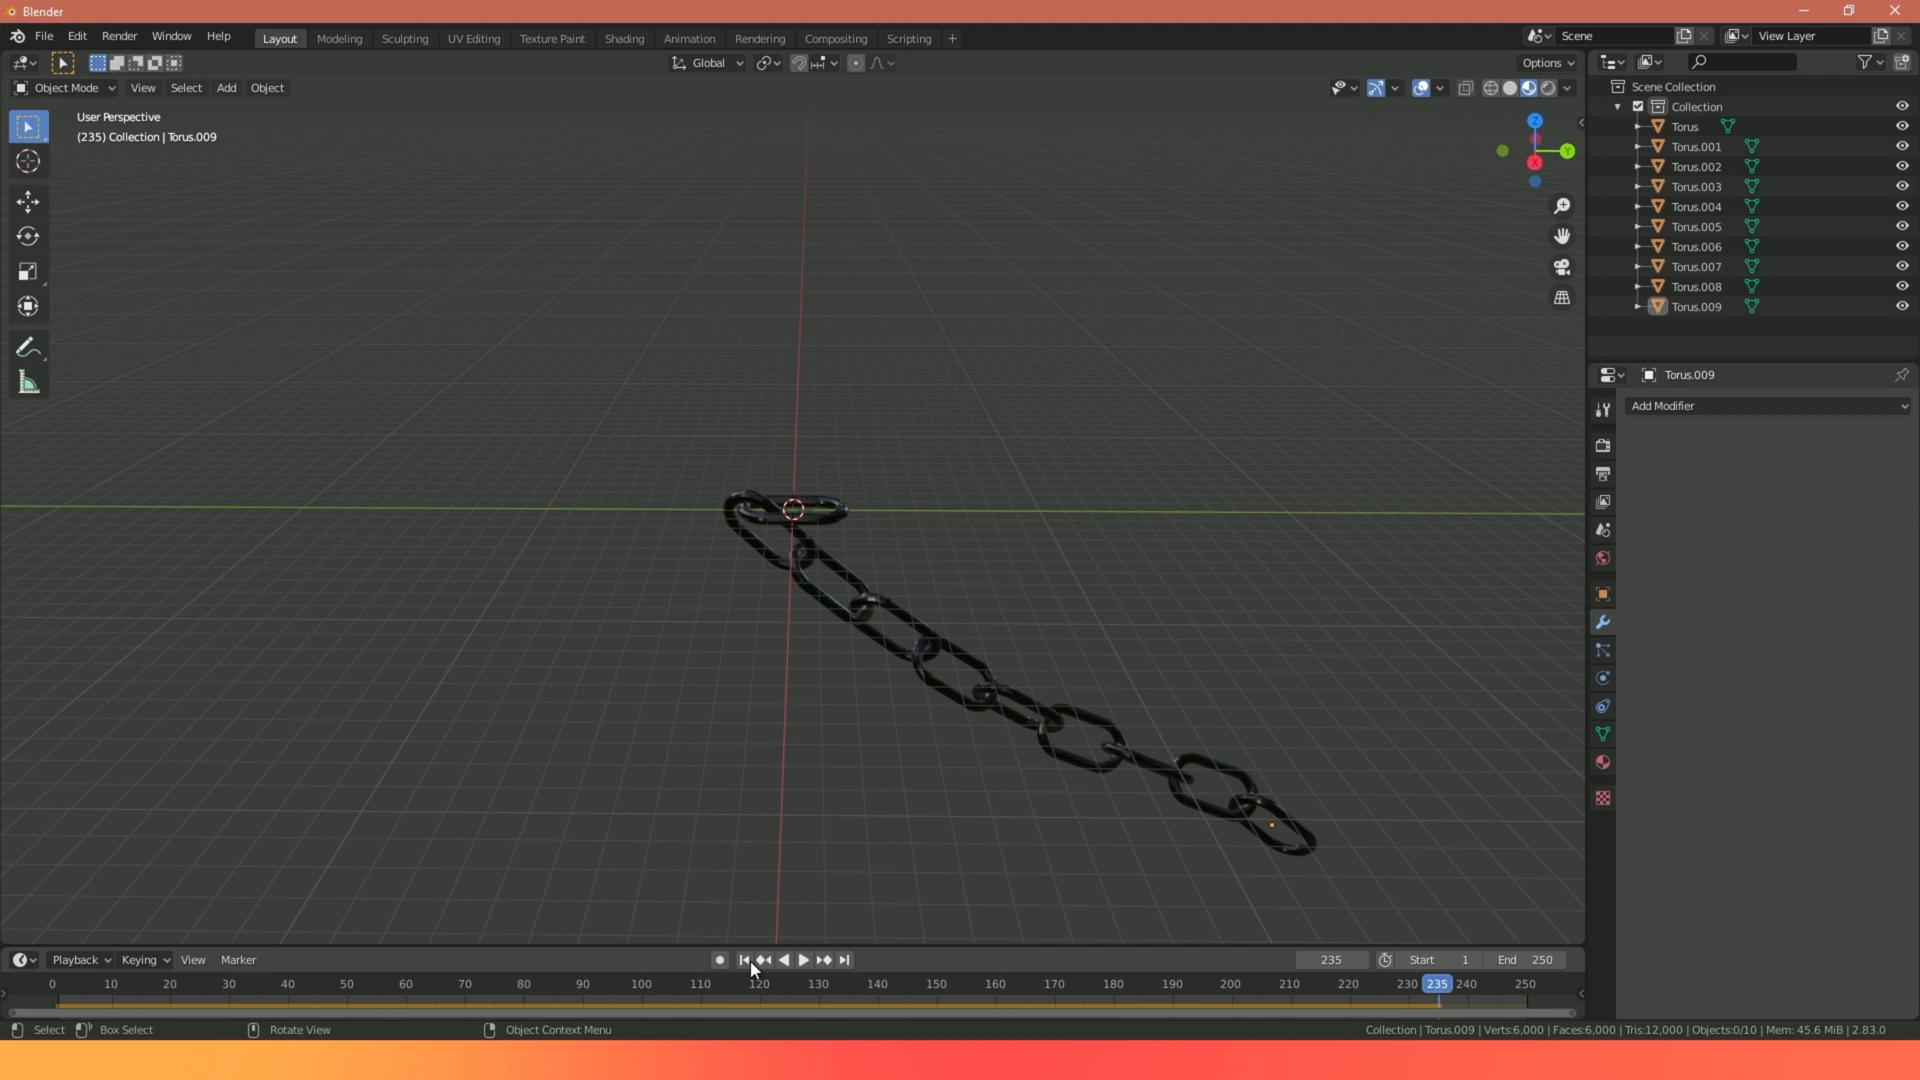 Blender
File Edit Render Window Help Layout Modeling Sculpting UV Editing Texture Paint Shading Animation Rendering Compositing Scripting + Scene View Layer
Global Options
Object Mode View Select Add Object
User Perspective
(235) Collection | Torus.009
Z
Y
X
Scene Collection
Collection
Torus
Torus.001
Torus.002
Torus.003
Torus.004
Torus.005
Torus.006
Torus.007
Torus.008
Torus.009
Torus.009
Add Modifier
Playback Keying View Marker 235 Start 1 End 250
0 10 20 30 40 50 60 70 80 90 100 110 120 130 140 150 160 170 180 190 200 210 220 230 235 240 250
Select Box Select Rotate View Object Context Menu Collection | Torus.009 | Verts:6,000 | Faces:6,000 | Tris:12,000 | Objects:0/10 | Mem: 45.6 MiB | 2.83.0